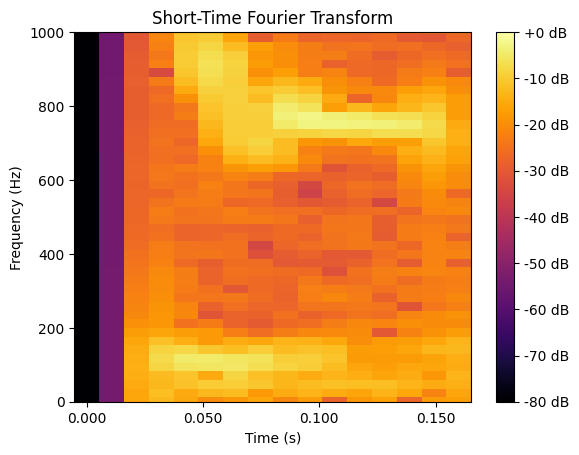 Short-Time Fourier Transform
1000
800
600
400
200
0
Frequency (Hz)
0.000
0.050
0.100
0.150
Time (s)
+0 dB
-10 dB
-20 dB
-30 dB
-40 dB
-50 dB
-60 dB
-70 dB
-80 dB